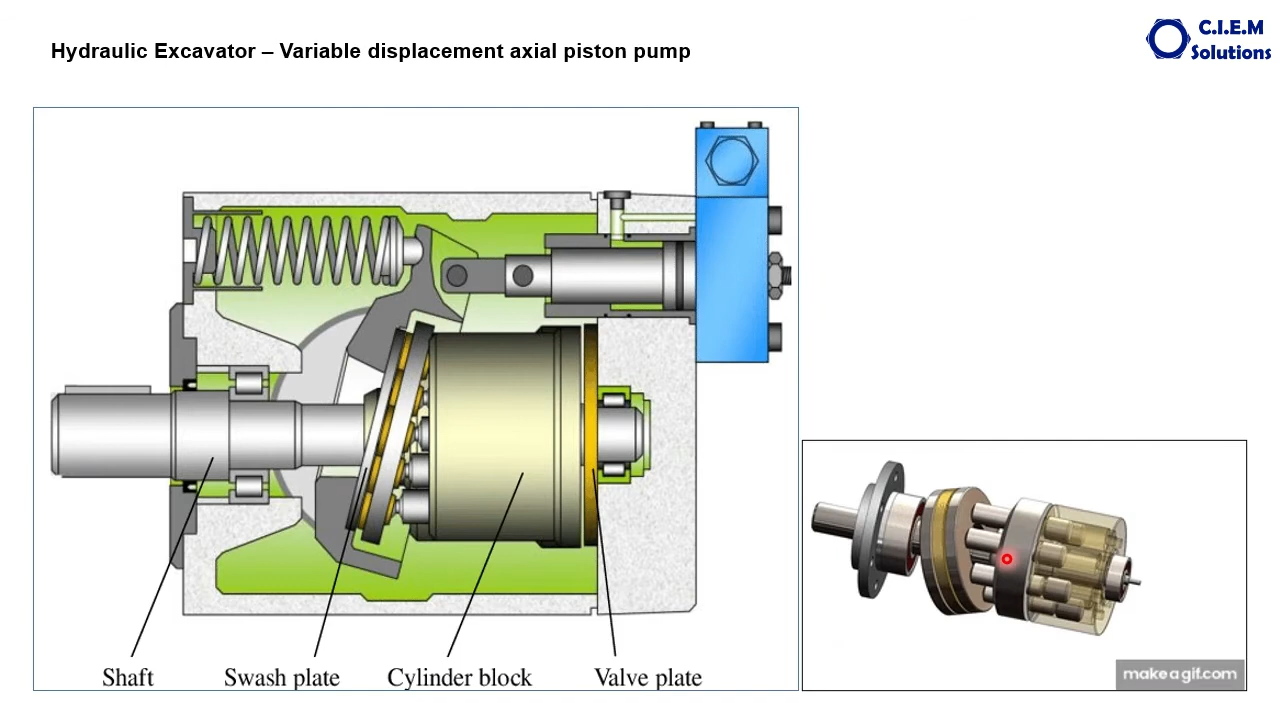 Hydraulic Excavator – Variable displacement axial piston pump
C.I.E.M
Solutions
Shaft
Swash plate
Cylinder block
Valve plate
makeagif.com